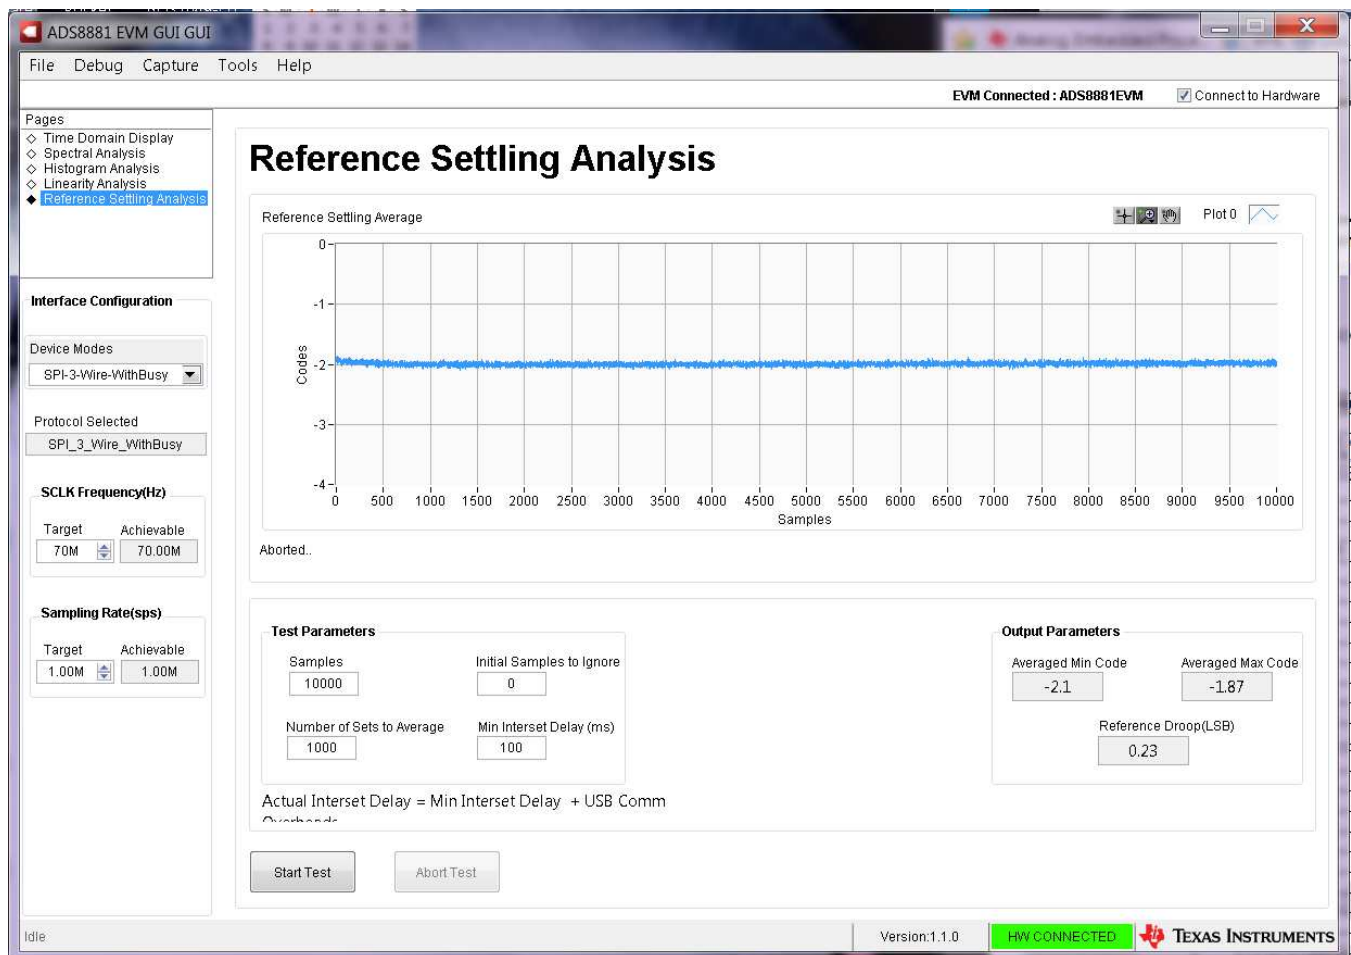 ADS8881 EVM GUI GUI
File Debug Capture Tools Help
EVM Connected : ADS8881EVM Connect to Hardware
Pages
Time Domain Display
Spectral Analysis
Histogram Analysis
Linearity Analysis
Reference Settling Analysis
Reference Settling Analysis
Reference Settling Average
Plot 0
0
-1
-2
-3
-4
Codes
0 500 1000 1500 2000 2500 3000 3500 4000 4500 5000 5500 6000 6500 7000 7500 8000 8500 9000 9500 10000
Samples
Aborted..
Interface Configuration
Device Modes
SPI-3-Wire-WithBusy
Protocol Selected
SPI_3_Wire_WithBusy
SCLK Frequency(Hz)
Target Achievable
70M 70.00M
Sampling Rate(sps)
Target Achievable
1.00M 1.00M
Test Parameters
Samples Initial Samples to Ignore
10000 0
Number of Sets to Average Min Interset Delay (ms)
1000 100
Actual Interset Delay = Min Interset Delay + USB Comm
Overheads
Output Parameters
Averaged Min Code Averaged Max Code
-2.1 -1.87
Reference Droop(LSB)
0.23
Start Test Abort Test
Idle Version:1.1.0 HW CONNECTED TEXAS INSTRUMENTS